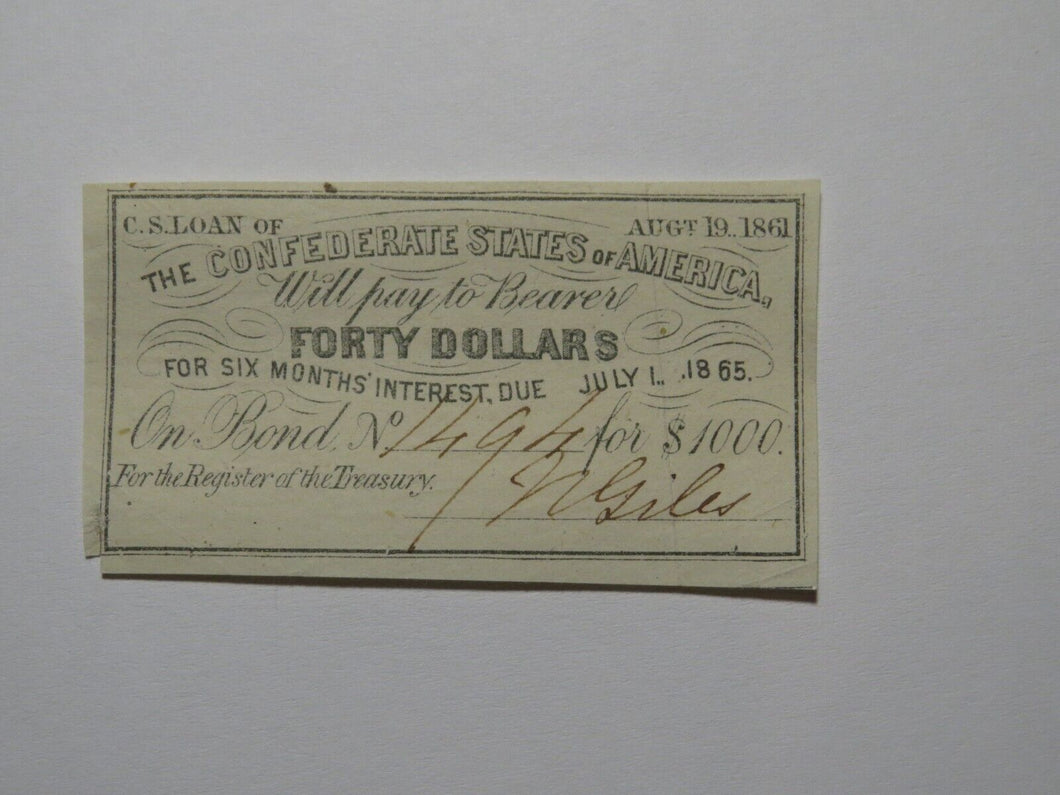 C.S. LOAN OF AUGT 19.. 1861
THE CONFEDERATE STATES OF AMERICA,
Will pay to Bearer
FORTY DOLLARS
FOR SIX MONTHS' INTEREST, DUE JULY 1.. 1865.
On Bond, No. 1494 for $1000.
For the Register of the Treasury.
N Giles